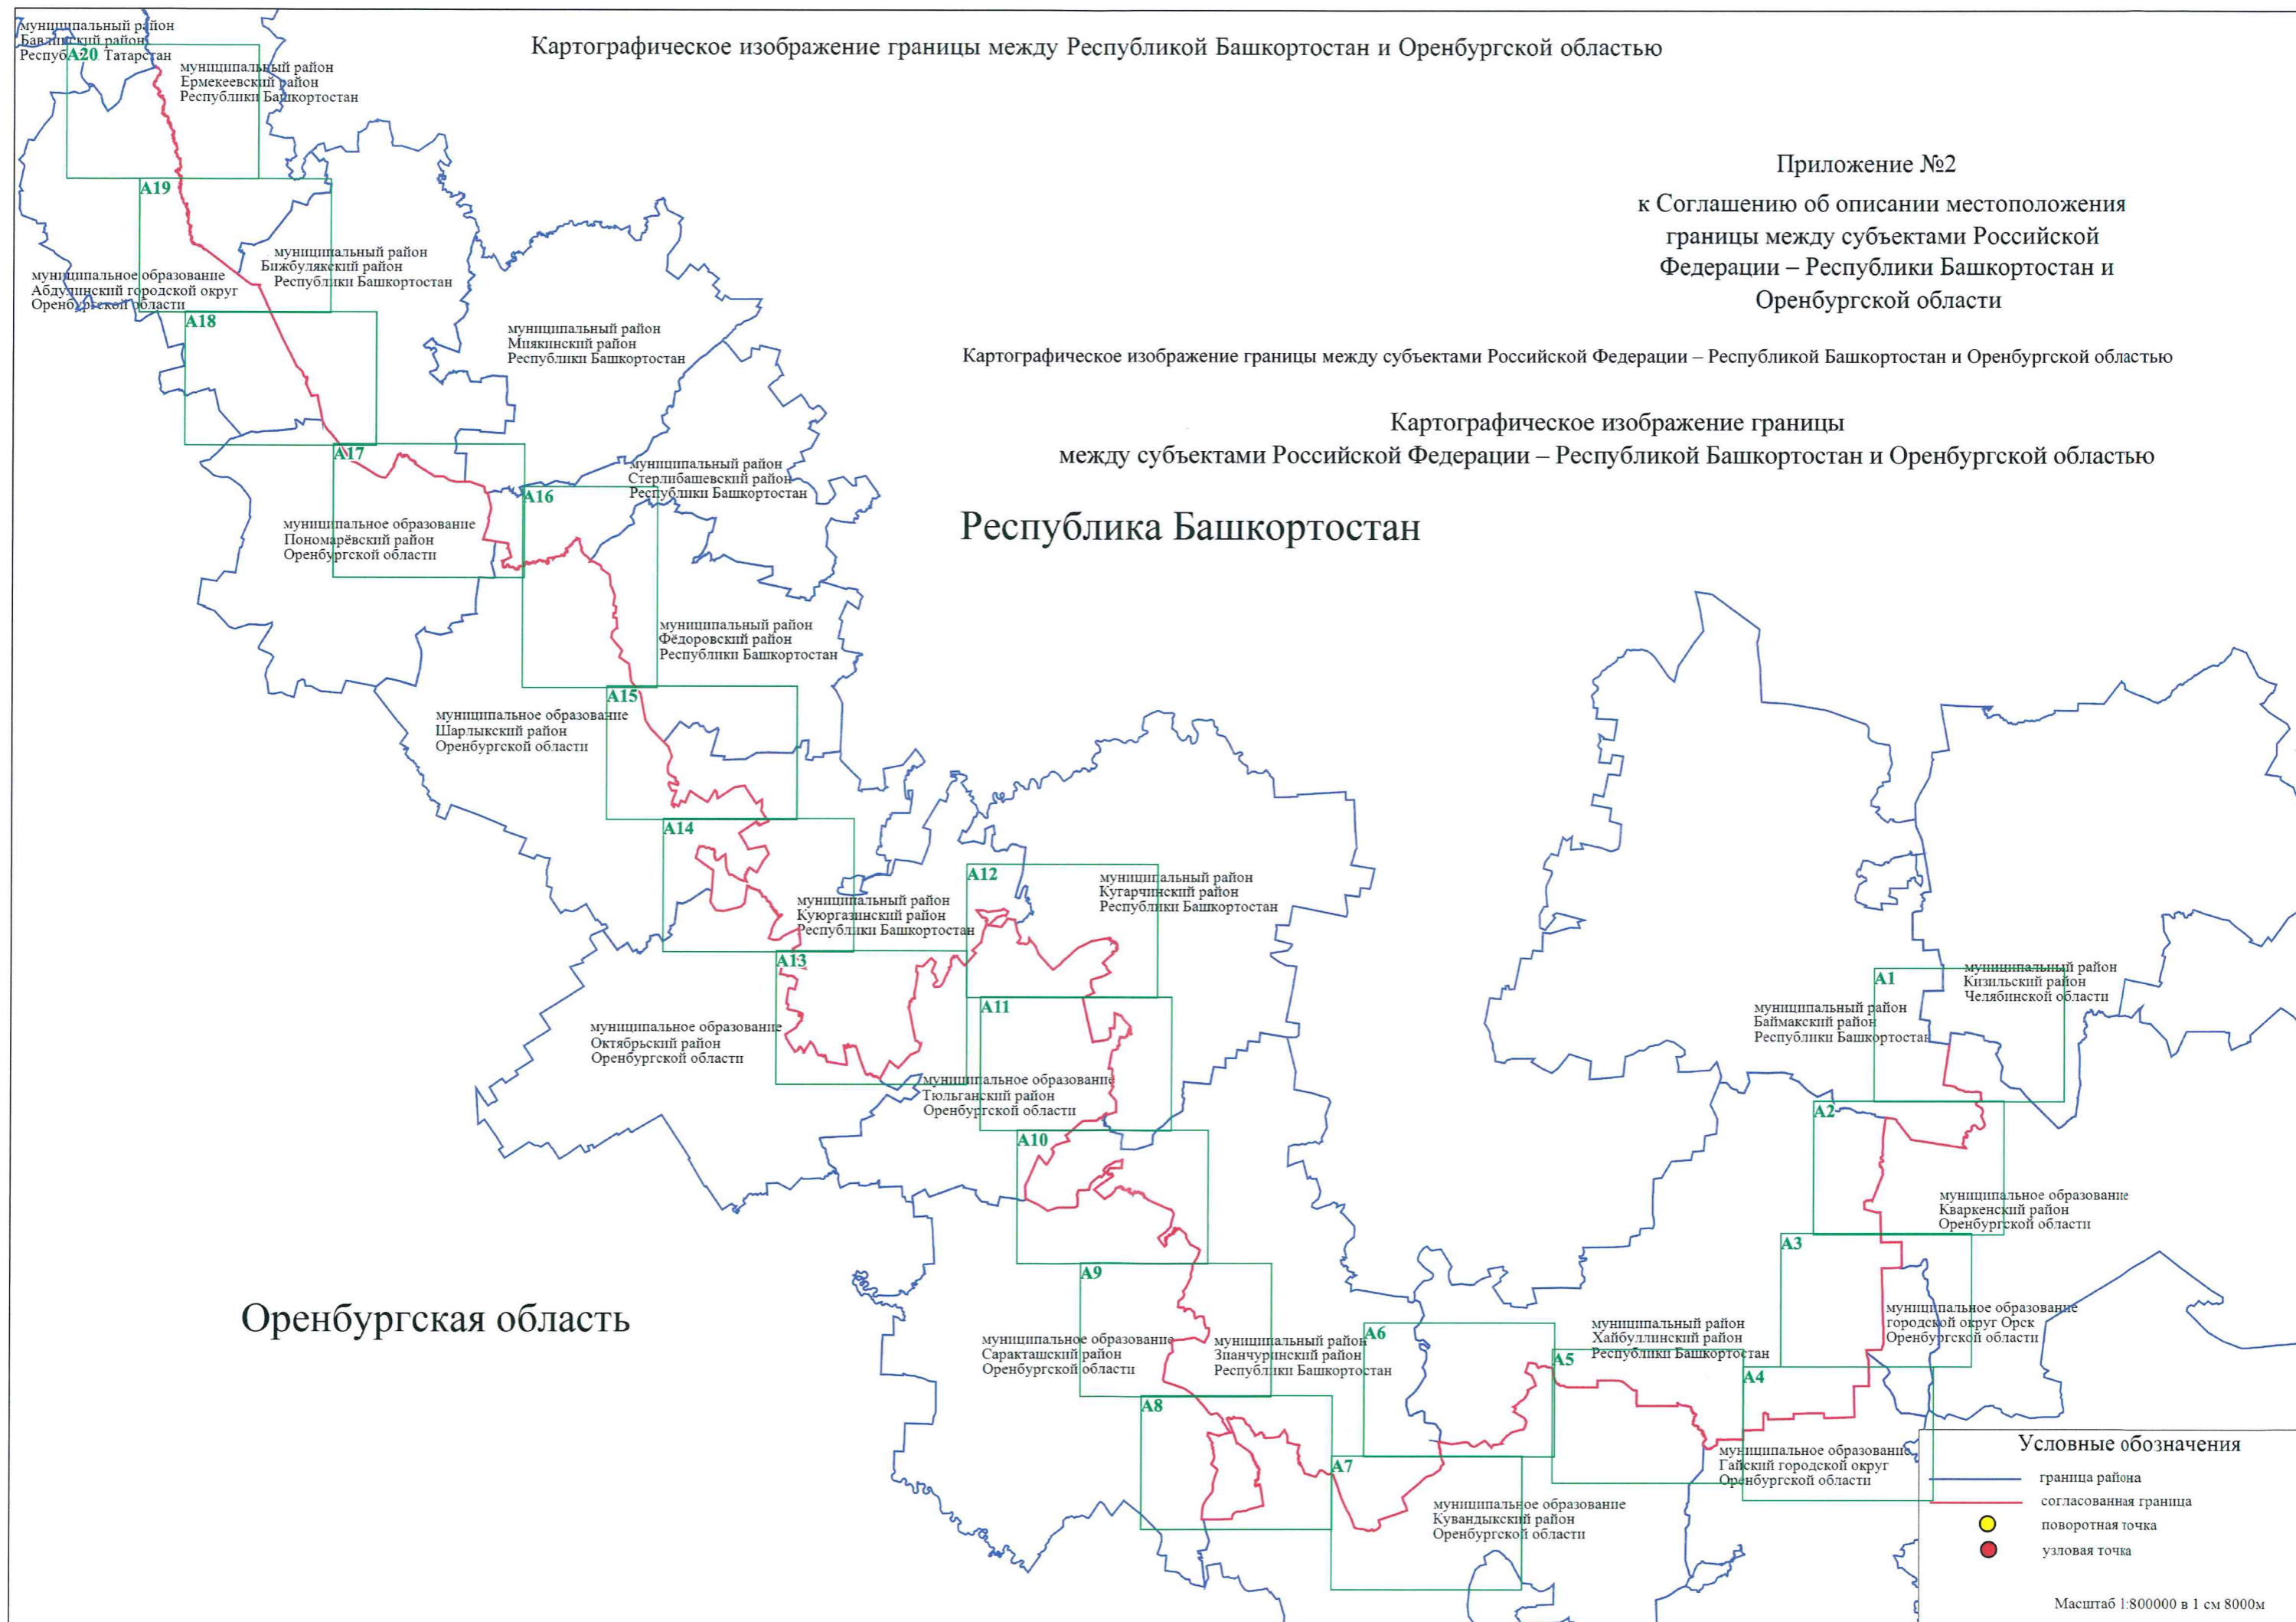 Картографическое изображение границы между Республикой Башкортостан и Оренбургской областью
Приложение №2
к Соглашению об описании местоположения
границы между субъектами Российской
Федерации – Республики Башкортостан и
Оренбургской области
Картографическое изображение границы между субъектами Российской Федерации – Республикой Башкортостан и Оренбургской областью
Картографическое изображение границы
между субъектами Российской Федерации – Республикой Башкортостан и Оренбургской областью
Республика Башкортостан
Оренбургская область
муниципальный район
Бавлинский район
Татарстан
A20
муниципальный район
Ермекеевский район
Республики Башкортостан
A19
муниципальный район
Бижбулякский район
Республики Башкортостан
муниципальное образование
Абдулинский городской округ
Оренбургской области
A18
муниципальный район
Миякинский район
Республики Башкортостан
A17
муниципальный район
Стерлибашевский район
Республики Башкортостан
A16
муниципальное образование
Пономарёвский район
Оренбургской области
муниципальный район
Фёдоровский район
Республики Башкортостан
A15
муниципальное образование
Шарлыкский район
Оренбургской области
A14
муниципальный район
Куюргазинский район
Республики Башкортостан
A13
A12
муниципальный район
Кугарчинский район
Республики Башкортостан
A11
муниципальное образование
Октябрьский район
Оренбургской области
муниципальное образование
Тюльганский район
Оренбургской области
A10
A9
муниципальное образование
Саракташский район
Оренбургской области
муниципальный район
Зианчуринский район
Республики Башкортостан
A8
A7
муниципальное образование
Кувандыкский район
Оренбургской области
A6
A5
муниципальный район
Хайбуллинский район
Республики Башкортостан
A4
муниципальное образование
Гайский городской округ
Оренбургской области
A3
муниципальное образование
городской округ Орск
Оренбургской области
A2
муниципальное образование
Кваркенский район
Оренбургской области
A1
муниципальный район
Кизильский район
Челябинской области
муниципальный район
Баймакский район
Республики Башкортостан
Условные обозначения
граница района
согласованная граница
поворотная точка
узловая точка
Масштаб 1:800000 в 1 см 8000м